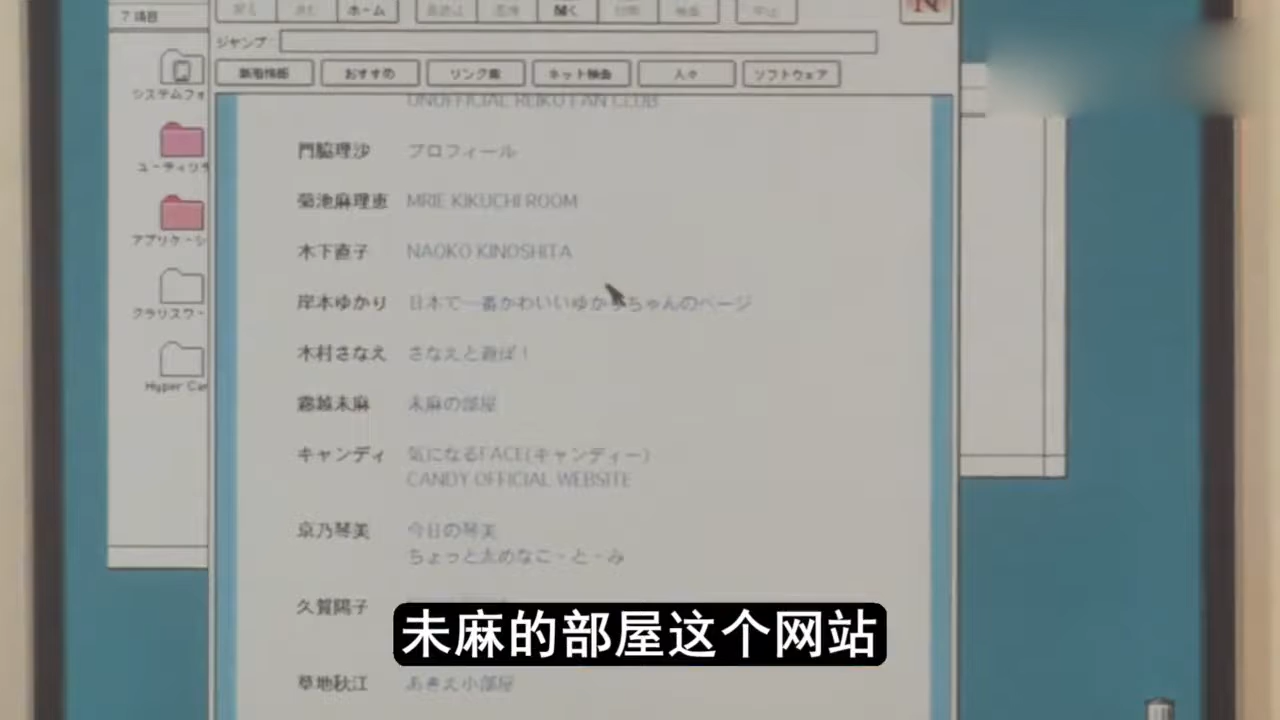 7 項目
ホーム
開く
N
ジャンプ
新着情報
おすすめ
リンク集
ネット検索
人々
ソフトウェア
システムフォ
ユーティリテ
アプリケーシ
クラリスワー
Hyper Car
UNOFFICIAL REIKO FAN CLUB
門脇理沙 プロフィール
菊池麻理恵 MRIE KIKUCHI ROOM
木下直子 NAOKO KINOSHITA
岸本ゆかり 日本で一番かわいいゆかりちゃんのページ
木村さなえ さなえと遊ぼ！
霧越未麻 未麻の部屋
キャンディ 気になるFACE(キャンディー)
CANDY OFFICIAL WEBSITE
京乃琴美 今日の琴美
ちょっと太めなこ-と-み
久賀陽子
草地秋江 あきえ小部屋
未麻的部屋这个网站